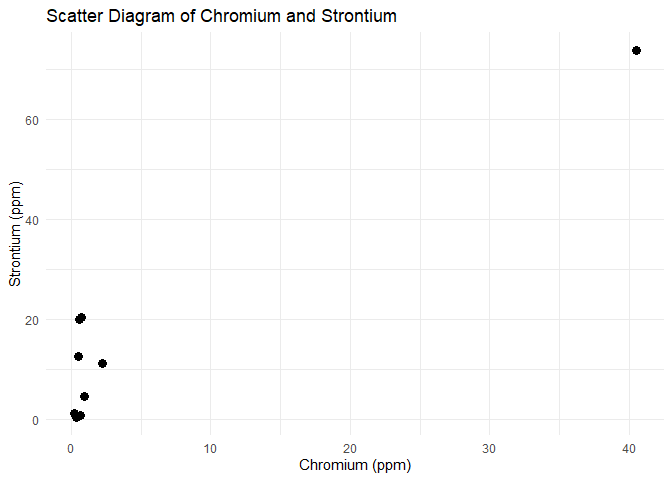 Scatter Diagram of Chromium and Strontium
60
40
20
0
Strontium (ppm)
0 10 20 30 40
Chromium (ppm)